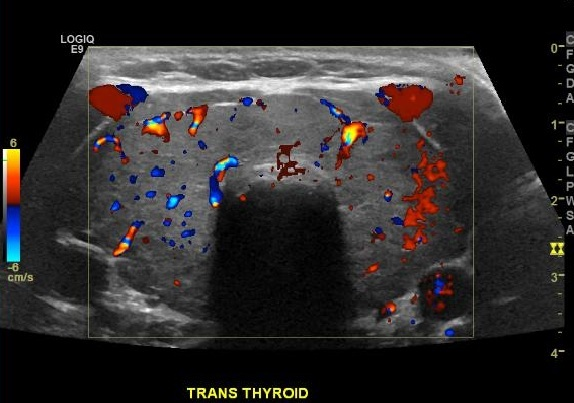 LOGIQ
E9
0
C
F
G
D
A
1
6
C
F
G
L
P
W
S
A
2
-6
cm/s
3
4
TRANS THYROID